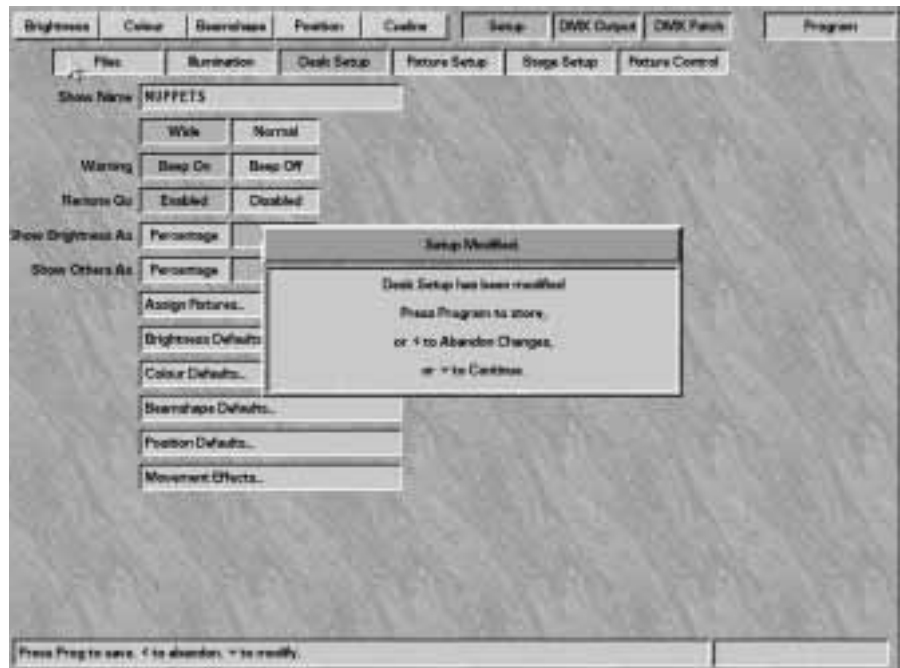 Brightness Colour Beamshape Position Cueline Setup DMX Output DMX Patch Program
Files Illumination Desk Setup Fixture Setup Stage Setup Fixture Control
Show Name MUPPETS
Wide Normal
Warning Beep On Beep Off
Remote Go Enabled Disabled
Show Brightness As Percentage
Show Others As Percentage
Assign Fixtures...
Brightness Defaults
Colour Defaults...
Beamshape Defaults...
Position Defaults...
Movement Effects...
Setup Modified
Desk Setup has been modified
Press Program to store,
or < to Abandon Changes,
or to Continue
Press Prog to save, < to abandon, to modify.